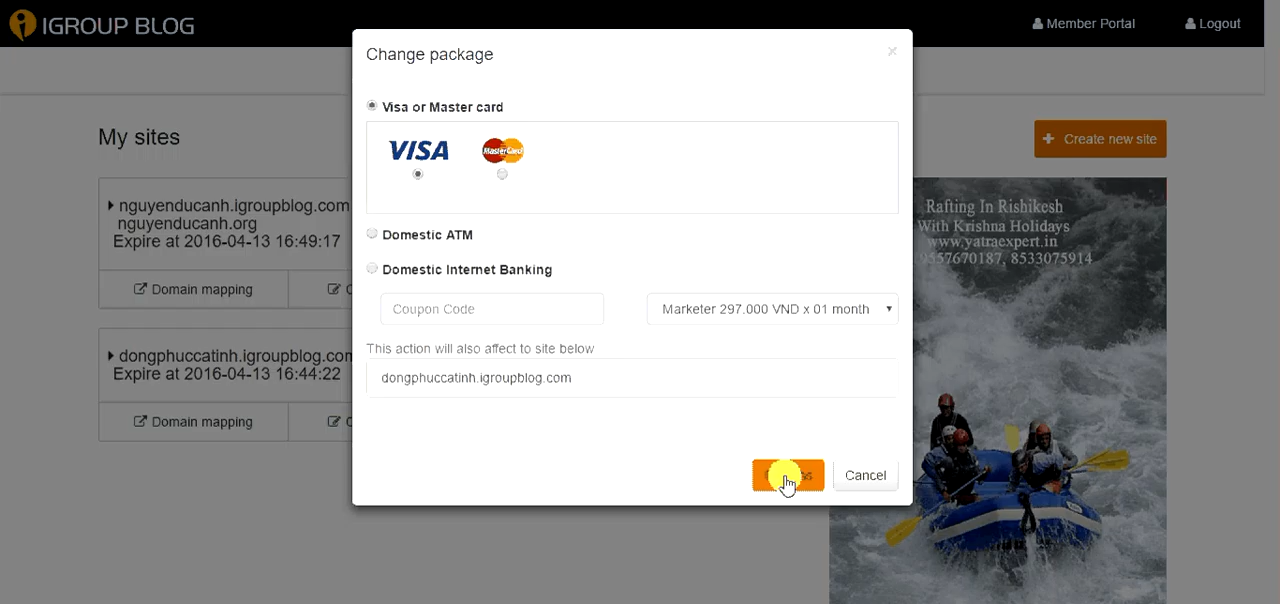 IGROUP BLOG
Member Portal
Logout
Change package
×
Visa or Master card
VISA
MasterCard
Domestic ATM
Domestic Internet Banking
Coupon Code
Marketer 297.000 VND x 01 month
This action will also affect to site below
dongphuccatinh.igroupblog.com
Cancel
My sites
+ Create new site
nguyenducanh.igroupblog.com
nguyenducanh.org
Expire at 2016-04-13 16:49:17
Domain mapping
dongphuccatinh.igroupblog.com
Expire at 2016-04-13 16:44:22
Domain mapping
Rafting In Rishikesh
With Krishna Holidays
www.yatraexpert.in
9557670187, 8533075914